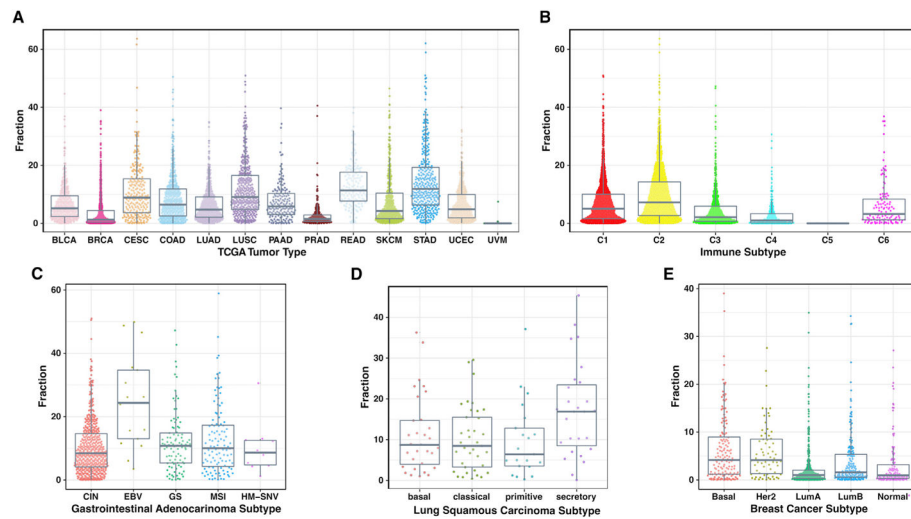 A
Fraction
60
40
20
0
BLCA BRCA CESC COAD LUAD LUSC PAAD PRAD READ SKCM STAD UCEC UVM
TCGA Tumor Type
B
Fraction
60
40
20
0
C1 C2 C3 C4 C5 C6
Immune Subtype
C
Fraction
60
40
20
0
CIN EBV GS MSI HM-SNV
Gastrointestinal Adenocarinoma Subtype
D
Fraction
40
30
20
10
0
basal classical primitive secretory
Lung Squamous Carcinoma Subtype
E
Fraction
40
30
20
10
0
Basal Her2 LumA LumB Normal
Breast Cancer Subtype